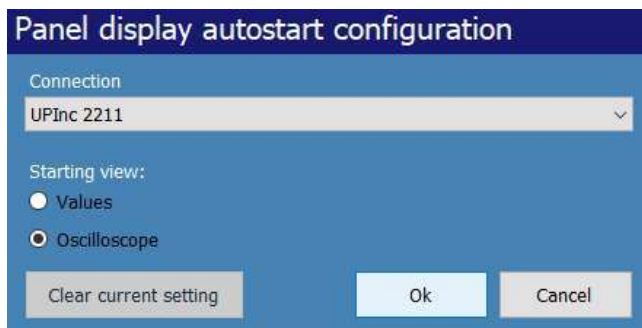 Panel display autostart configuration
Connection
UPInc 2211
Starting view:
Values
Oscilloscope
Clear current setting
Ok
Cancel